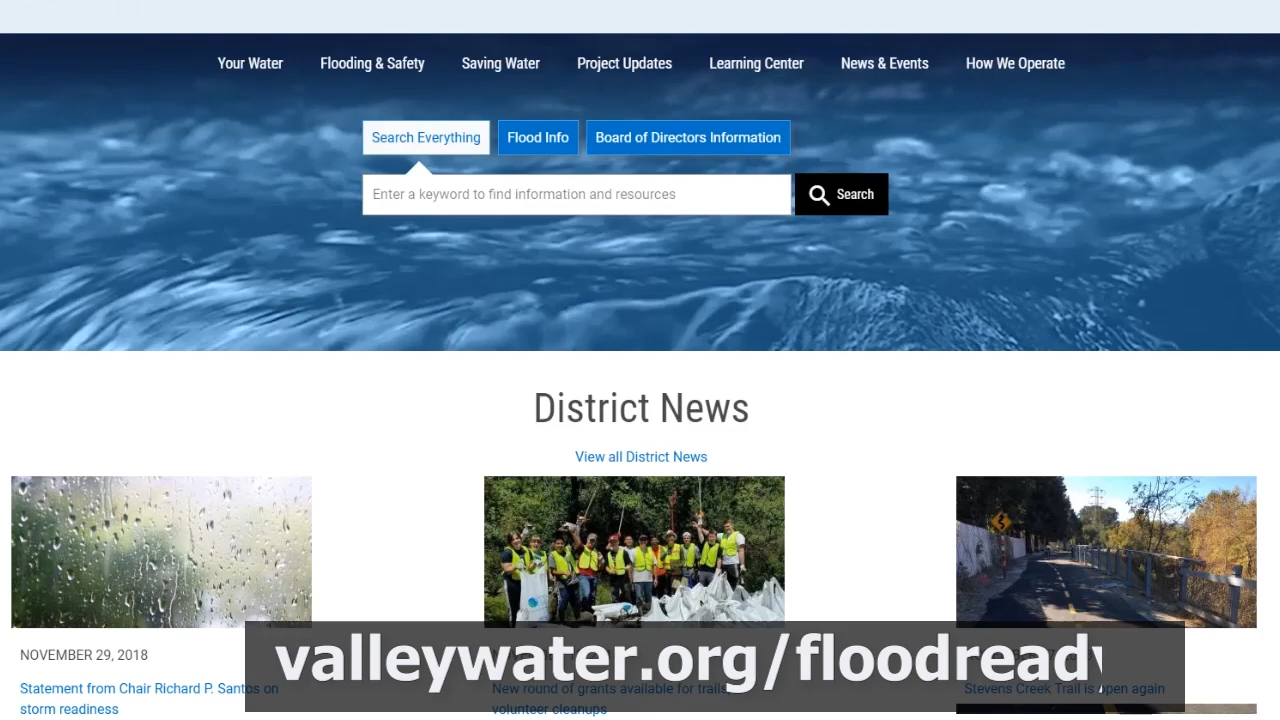 Your Water Flooding & Safety Saving Water Project Updates Learning Center News & Events How We Operate
Search Everything Flood Info Board of Directors Information
Enter a keyword to find information and resources Search
District News
View all District News
NOVEMBER 29, 2018
valleywater.org/floodready
Statement from Chair Richard P. Santos on
storm readiness
New round of grants available for trails,
volunteer cleanups
Stevens Creek Trail is open again